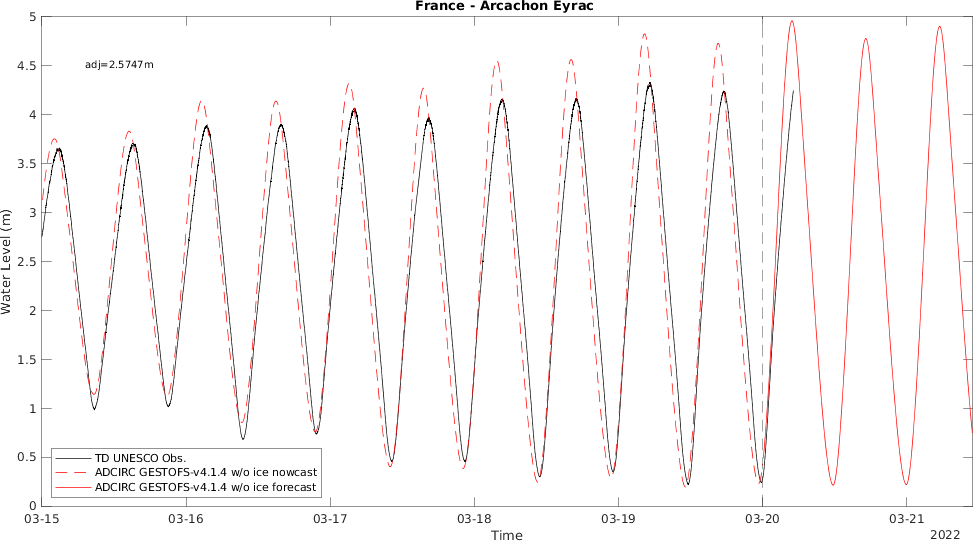 France - Arcachon Eyrac
5
4.5
4
3.5
3
2.5
2
1.5
1
0.5
0
Water Level (m)
adj=2.5747m
TD UNESCO Obs.
ADCIRC GESTOFS-v4.1.4 w/o ice nowcast
ADCIRC GESTOFS-v4.1.4 w/o ice forecast
03-15 03-16 03-17 03-18 03-19 03-20 03-21
Time
2022